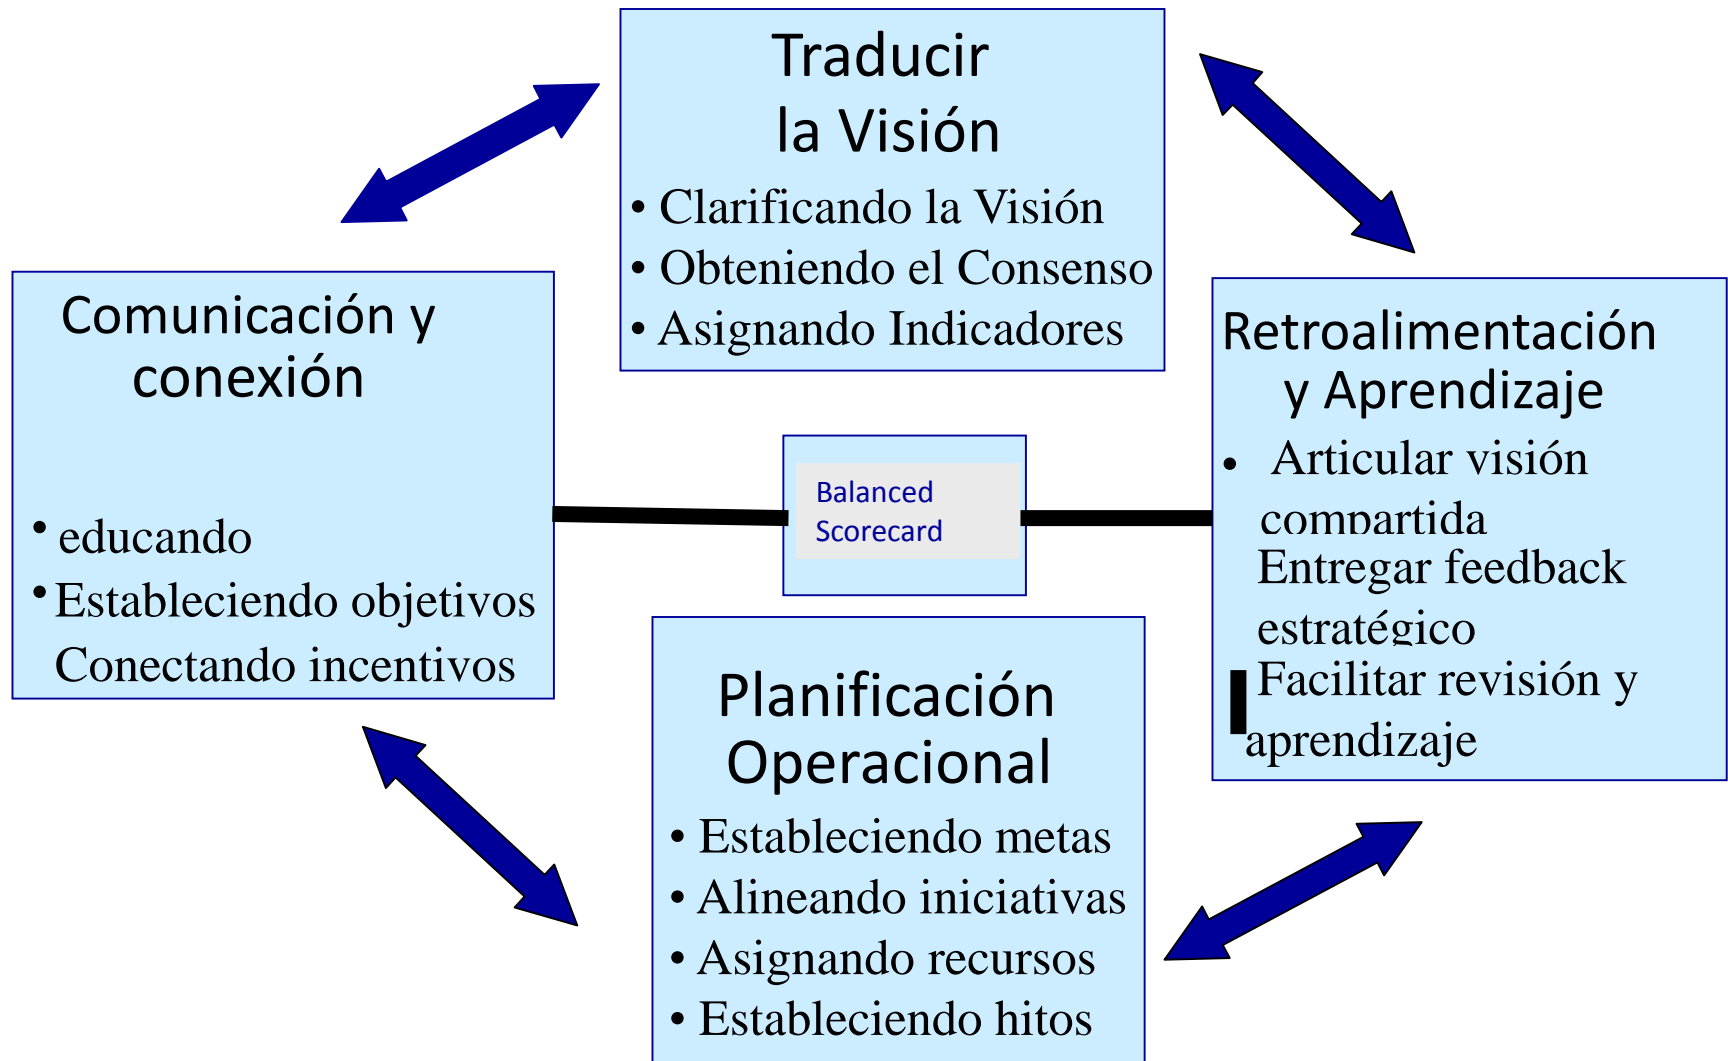 Traducir
la Visión
• Clarificando la Visión
• Obteniendo el Consenso
• Asignando Indicadores
Comunicación y
conexión
• educando
• Estableciendo objetivos
Conectando incentivos
Balanced
Scorecard
Retroalimentación
y Aprendizaje
• Articular visión
compartida
Entregar feedback
estratégico
Facilitar revisión y
aprendizaje
Planificación
Operacional
• Estableciendo metas
• Alineando iniciativas
• Asignando recursos
• Estableciendo hitos